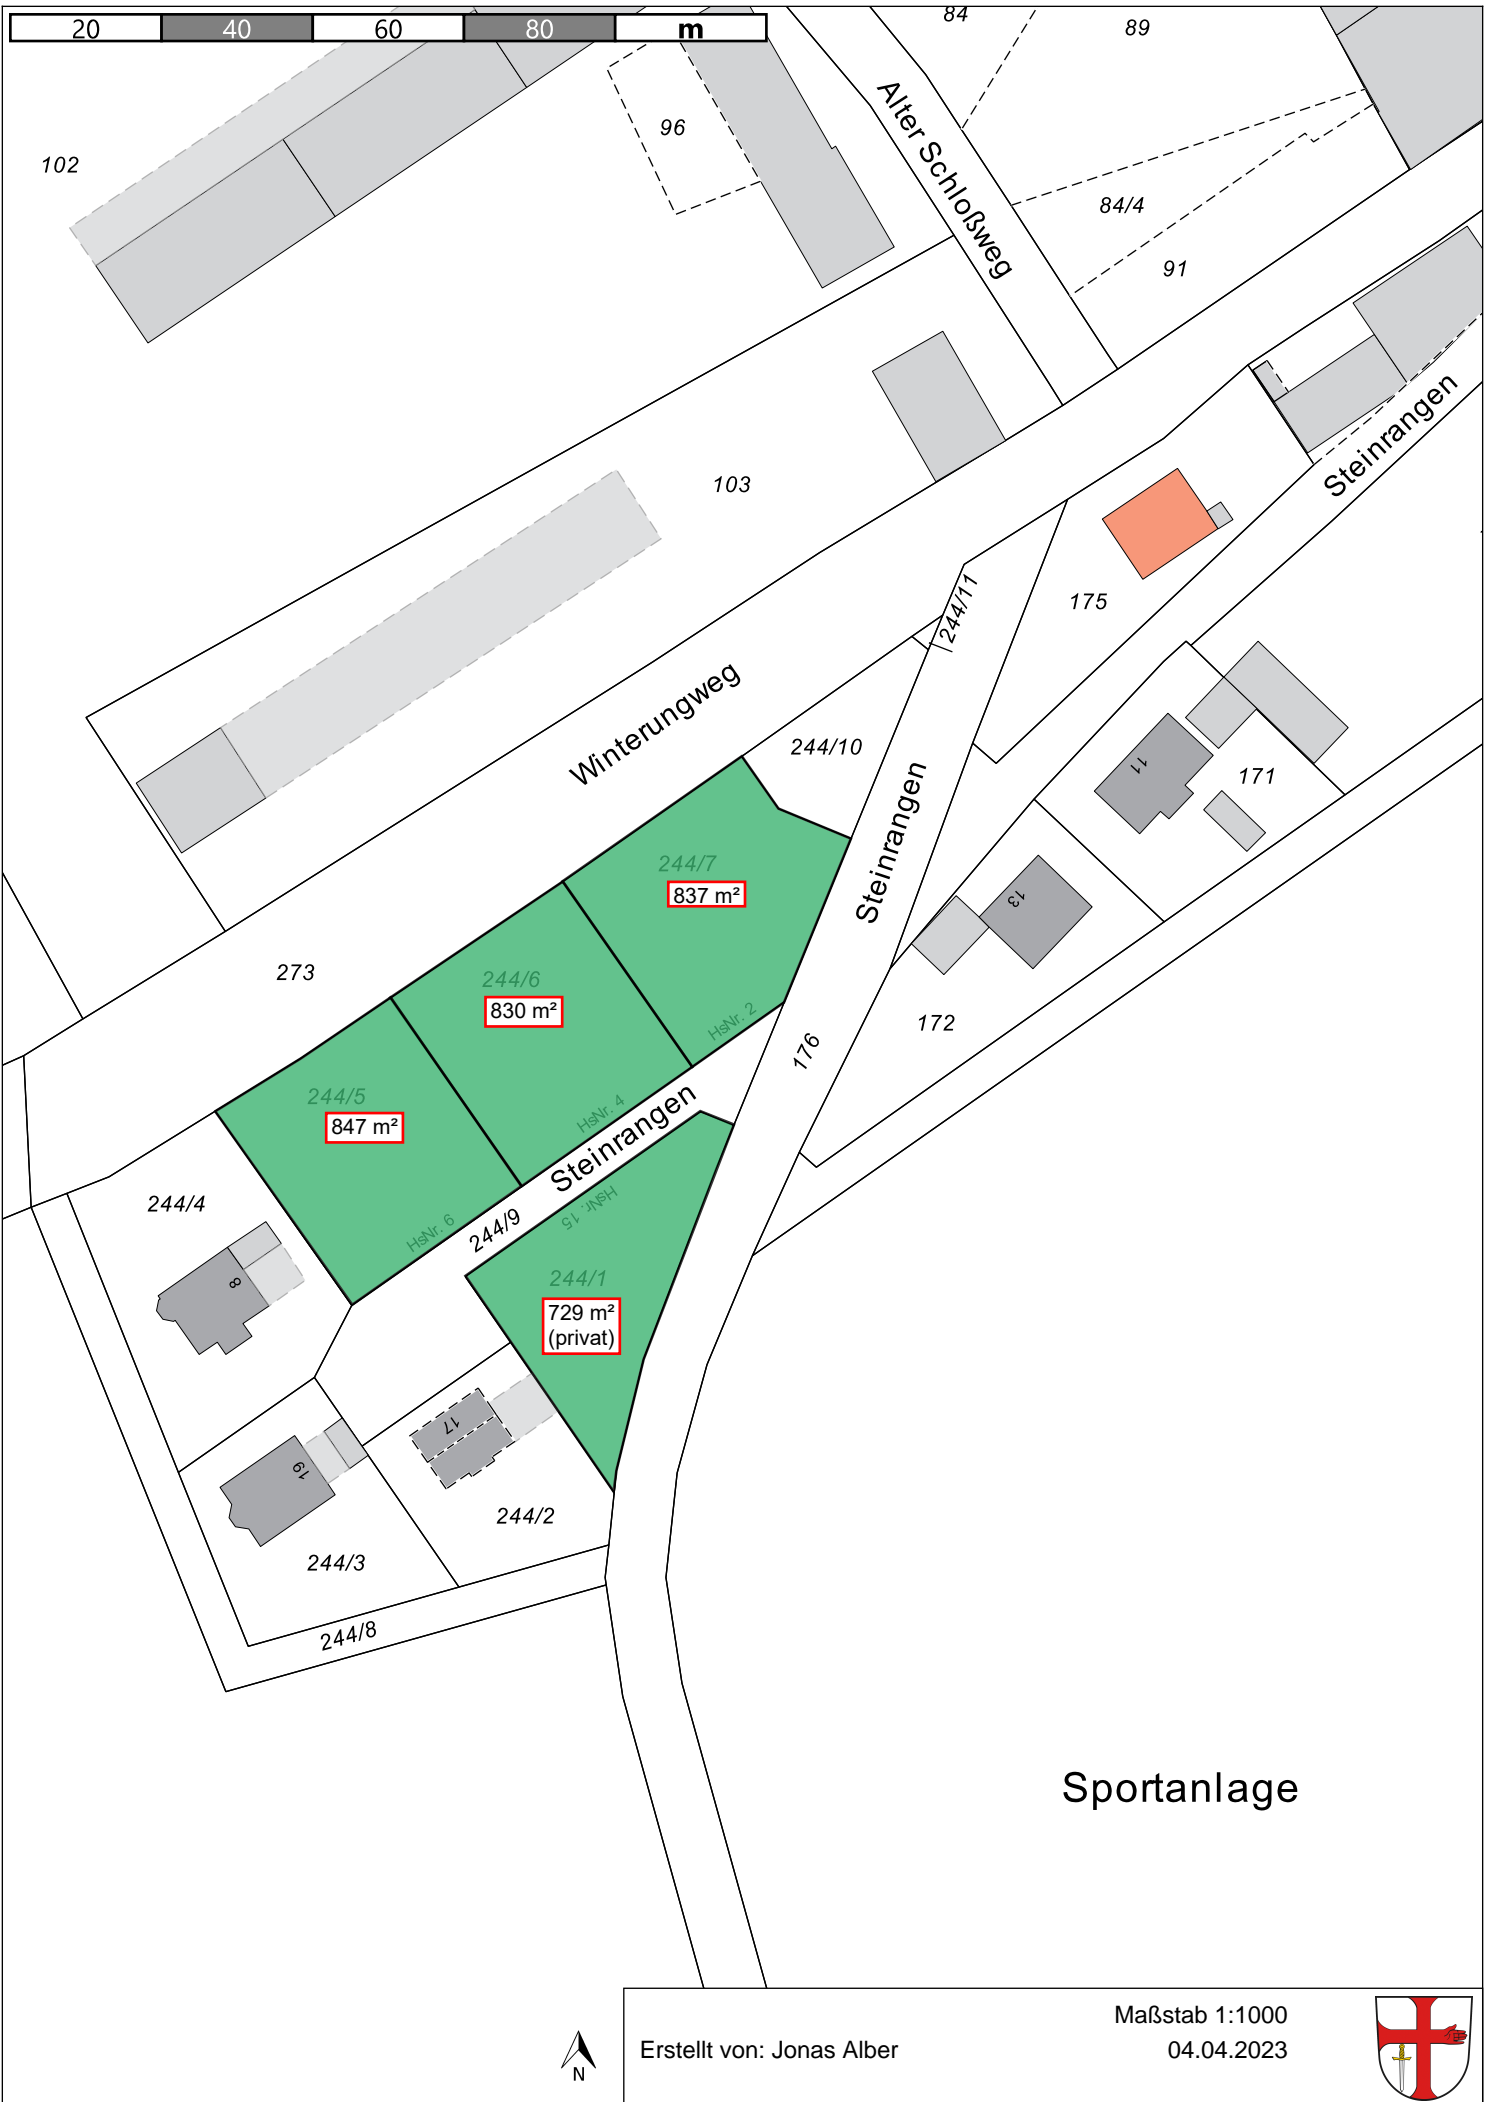 20 40 60 80 m
84
89
96
102
Alter Schloßweg
84/4
91
Steinrangen
103
244/11
175
Winterungweg
244/10
11
171
Steinrangen
244/7
837 m²
13
273
244/6
830 m²
HsNr. 2
172
176
244/5
847 m²
HsNr. 4
Steinrangen
244/4
HsNr. 15
HsNr. 6
244/9
8
244/1
729 m²
(privat)
17
19
244/2
244/3
244/8
Sportanlage
Maßstab 1:1000
Erstellt von: Jonas Alber
04.04.2023
N